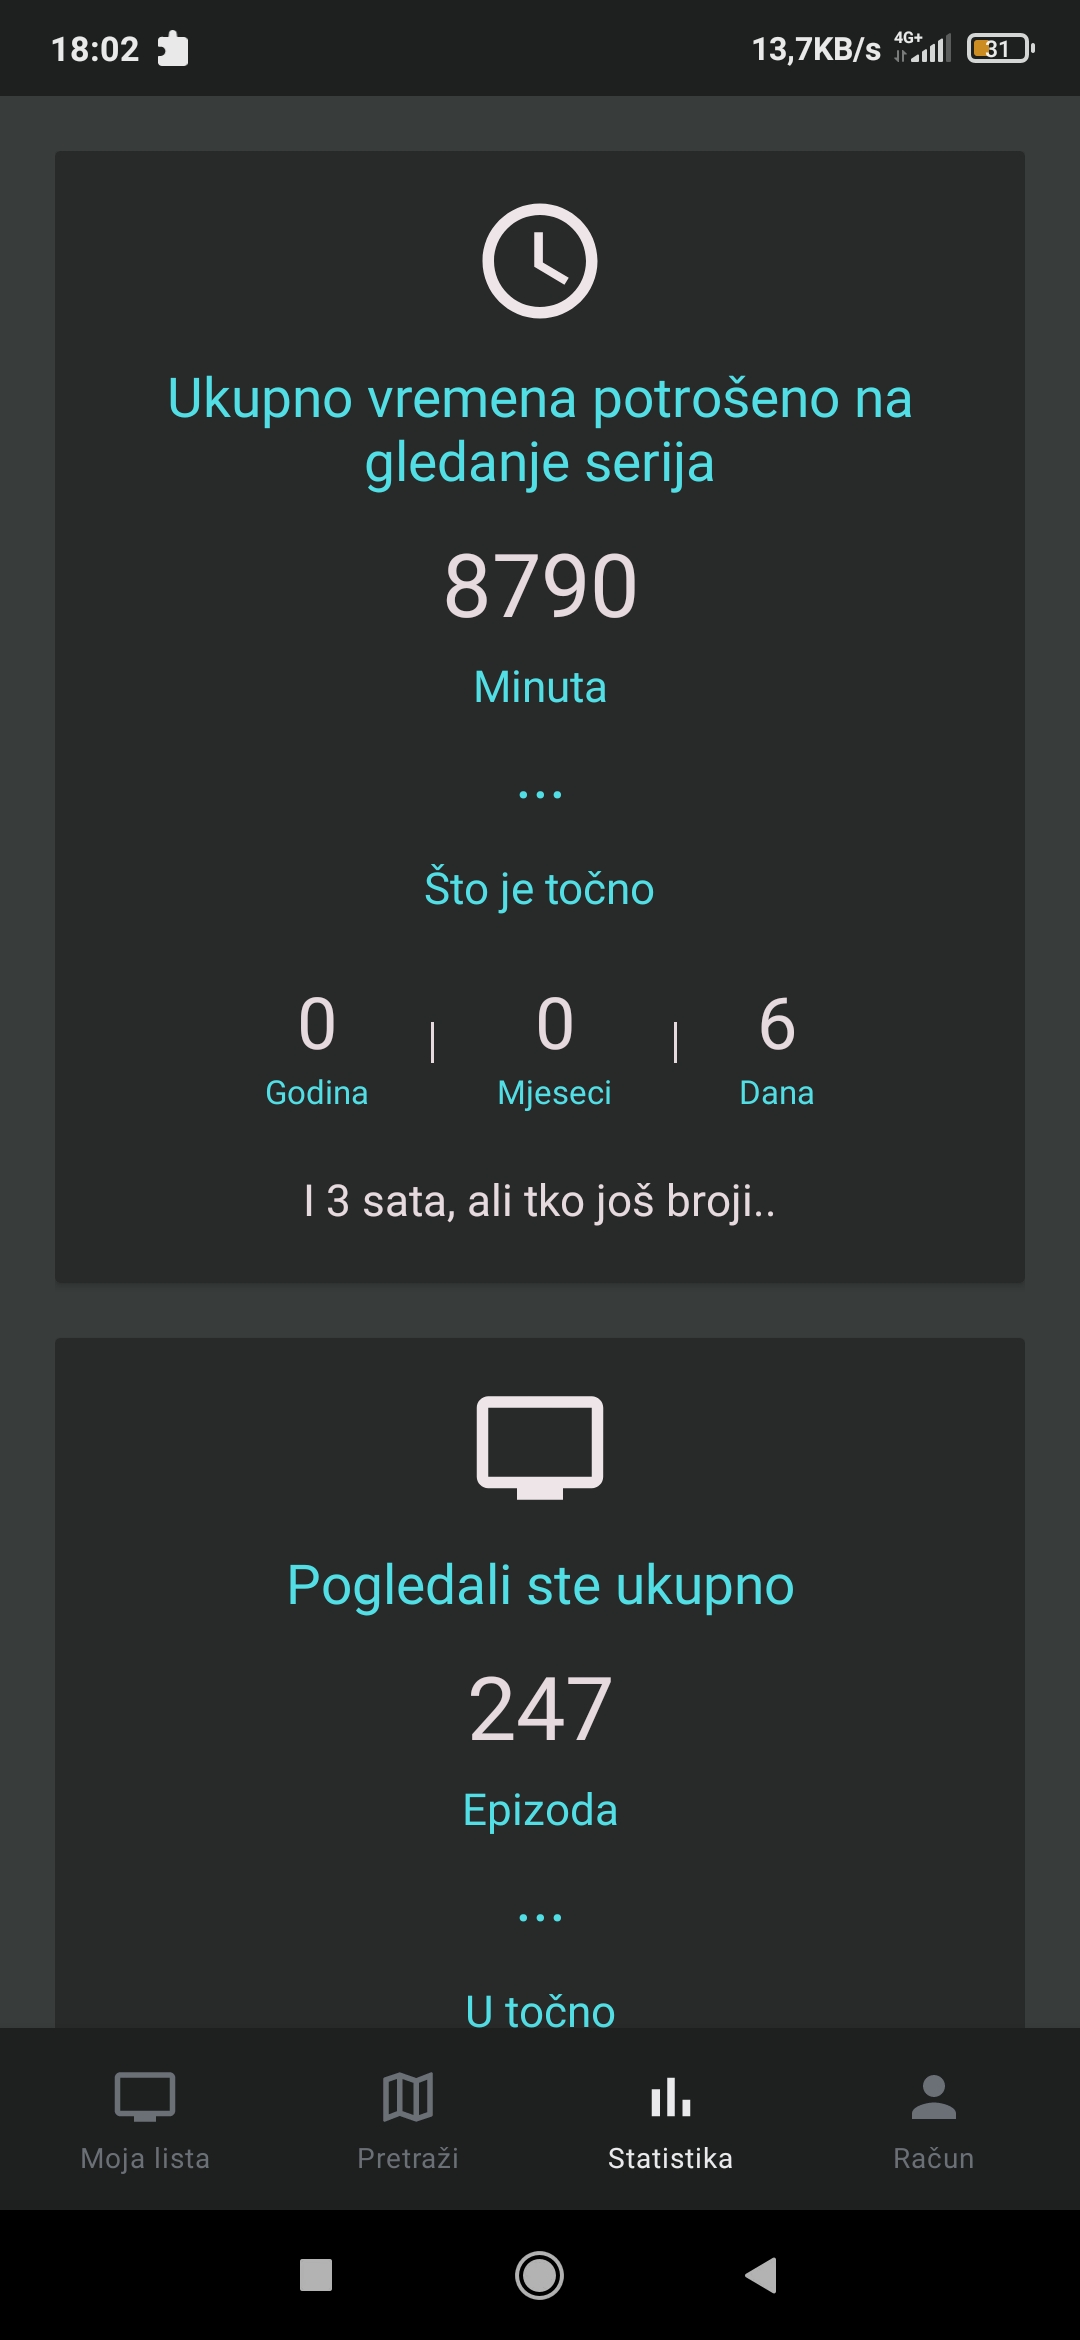 18:02
13,7KB/s 4G+ 31
Ukupno vremena potrošeno na
gledanje serija
8790
Minuta
...
Što je točno
0 | 0 | 6
Godina Mjeseci Dana
I 3 sata, ali tko još broji..
Pogledali ste ukupno
247
Epizoda
...
U točno
Moja lista Pretraži Statistika Račun